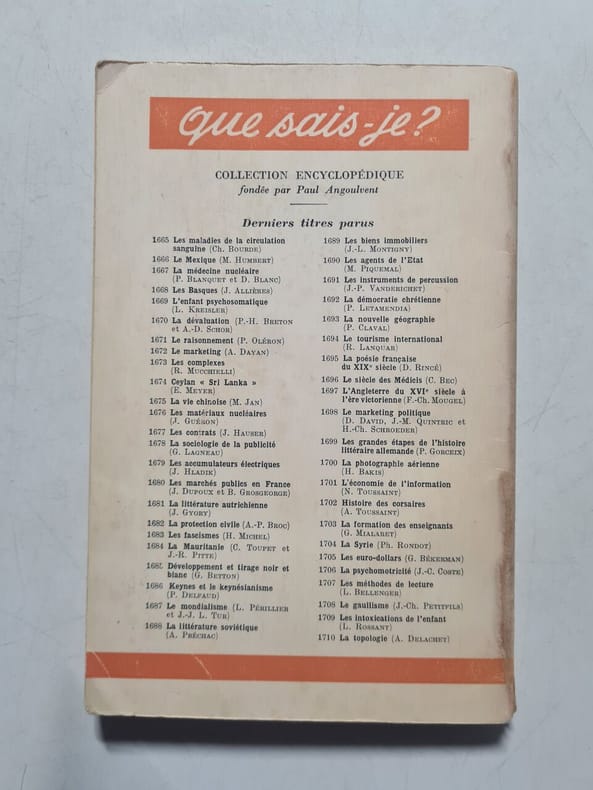 que sais-je?
COLLECTION ENCYCLOPÉDIQUE
fondée par Paul Angoulvent
Derniers titres parus
1665 Les maladies de la circulation
sanguine (Ch. BOURDE)
1666 Le Mexique (M. HUMBERT)
1667 La médecine nucléaire
(P. BLANQUET et D. BLANC)
1668 Les Basques (J. ALLIÈRES)
1669 L'enfant psychosomatique
(L. KREISLER)
1670 La dévaluation (P.-H. BRETON
et A.-D. SCHOR)
1671 Le raisonnement (P. OLÉRON)
1672 Le marketing (A. DAYAN)
1673 Les complexes
(R. MUCCHIELLI)
1674 Ceylan « Sri Lanka »
(E. MEYER)
1675 La vie chinoise (M. JAN)
1676 Les matériaux nucléaires
(J. GUÉRON)
1677 Les contrats (J. HAUSER)
1678 La sociologie de la publicité
(G. LAGNEAU)
1679 Les accumulateurs électriques
(J. HLADIK)
1680 Les marchés publics en France
(J. DUFOUX et B. GROSGEORGE)
1681 La littérature autrichienne
(J. GYORY)
1682 La protection civile (A.-P. BROC)
1683 Les fascismes (H. MICHEL)
1684 La Mauritanie (C. TOUPET et
J.-R. PITTE)
1685 Développement et tirage noir et
blanc (G. BETTON)
1686 Keynes et le keynésianisme
(P. DELFAUD)
1687 Le mondialisme (L. PÉRILLIER
et J.-J. L. TUR)
1688 La littérature soviétique
(A. PRÉCHAC)
1689 Les biens immobiliers
(J.-L. MONTIGNY)
1690 Les agents de l'Etat
(M. PIQUEMAL)
1691 Les instruments de percussion
(J.-P. VANDERICHET)
1692 La démocratie chrétienne
(P. LETAMENDIA)
1693 La nouvelle géographie
(P. CLAVAL)
1694 Le tourisme international
(R. LANQUAR)
1695 La poésie française
du XIXe siècle (D. RINCÉ)
1696 Le siècle des Médicis (C. BEC)
1697 L'Angleterre du XVIe siècle à
l'ère victorienne (F.-Ch. MOUGEL)
1698 Le marketing politique
(D. DAVID, J.-M. QUINTRIC et
H.-Ch. SCHROEDER)
1699 Les grandes étapes de l'histoire
littéraire allemande (P. GORCEIX)
1700 La photographie aérienne
(H. BAKIS)
1701 L'économie de l'information
(N. TOUSSAINT)
1702 Histoire des corsaires
(A. TOUSSAINT)
1703 La formation des enseignants
(G. MIALARET)
1704 La Syrie (Ph. RONDOT)
1705 Les euro-dollars (G. BÉKERMAN)
1706 La psychomotricité (J.-C. COSTE)
1707 Les méthodes de lecture
(L. BELLENGER)
1708 Le gaullisme (J.-Ch. PETITFILS)
1709 Les intoxications de l'enfant
(L. ROSSANT)
1710 La topologie (A. DELACHET)